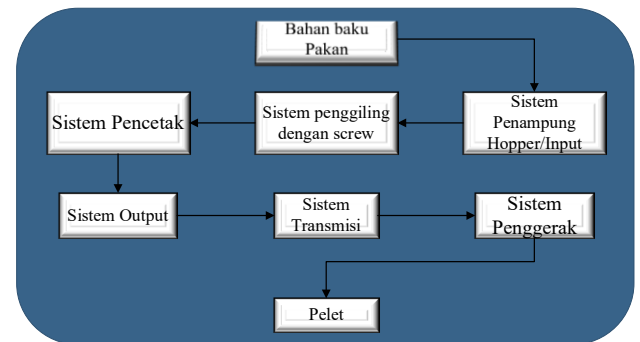 Bahan baku
Pakan
Sistem
Penampung
Hopper/Input
Sistem penggiling
dengan screw
Sistem Pencetak
Sistem Output
Sistem
Transmisi
Sistem
Penggerak
Pelet